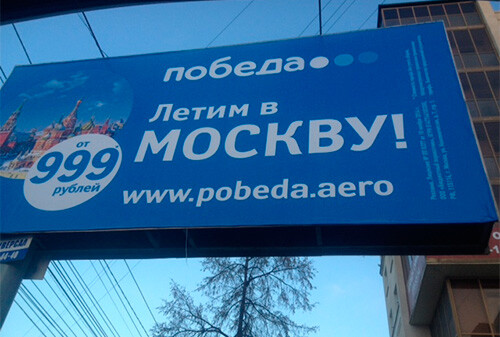 победа
Летим в
МОСКВУ!
от
999
рублей
www.pobeda.aero